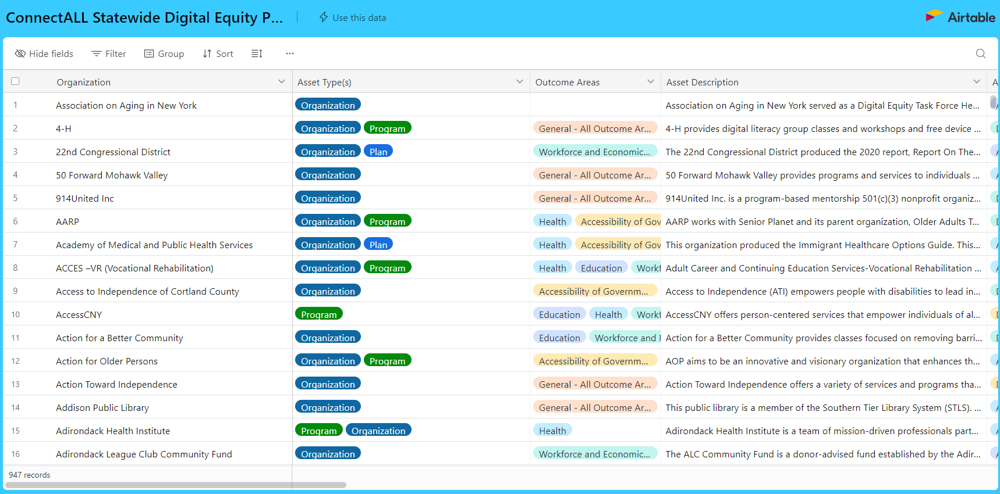 ConnectALL Statewide Digital Equity P... Use this data Airtable
Hide fields Filter Group Sort ...
Organization Asset Type(s) Outcome Areas Asset Description A
1 Association on Aging in New York Organization Association on Aging in New York served as a Digital Equity Task Force He...
2 4-H Organization Program General - All Outcome Ar... 4-H provides digital literacy group classes and workshops and free device ...
3 22nd Congressional District Organization Plan Workforce and Economic... The 22nd Congressional District produced the 2020 report, Report On The...
4 50 Forward Mohawk Valley Organization General - All Outcome Ar... 50 Forward Mohawk Valley provides programs and services to individuals ...
5 914United Inc Organization General - All Outcome Ar... 914United Inc. is a program-based mentorship 501(c)(3) nonprofit organiz...
6 AARP Organization Program Health Accessibility of Gov AARP works with Senior Planet and its parent organization, Older Adults T...
7 Academy of Medical and Public Health Services Organization Plan Health Accessibility of Gov This organization produced the Immigrant Healthcare Options Guide. This...
8 ACCES –VR (Vocational Rehabilitation) Organization Program Health Education Workf Adult Career and Continuing Education Services-Vocational Rehabilitation ...
9 Access to Independence of Cortland County Organization Accessibility of Governm... Access to Independence (ATI) empowers people with disabilities to lead in...
10 AccessCNY Program Education Health Workf AccessCNY offers person-centered services that empower individuals of al...
11 Action for a Better Community Organization Education Workforce and Action for a Better Community provides classes focused on removing barri...
12 Action for Older Persons Organization Program Accessibility of Governm... AOP aims to be an innovative and visionary organization that enhances th...
13 Action Toward Independence Organization General - All Outcome Ar... Action Toward Independence offers a variety of services and programs tha...
14 Addison Public Library Organization General - All Outcome Ar... This public library is a member of the Southern Tier Library System (STLS). ...
15 Adirondack Health Institute Program Organization Health Adirondack Health Institute is a team of mission-driven professionals part...
16 Adirondack League Club Community Fund Organization Workforce and Economic... The ALC Community Fund is a donor-advised fund established by the Adir...
947 records